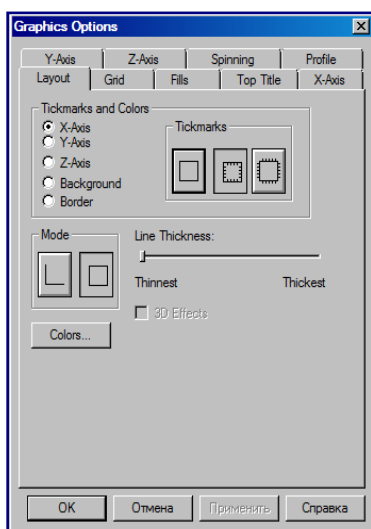 Graphics Options
Y-Axis Z-Axis Spinning Profile
Layout Grid Fills Top Title X-Axis
Tickmarks and Colors
X-Axis
Y-Axis
Z-Axis
Background
Border
Tickmarks
Mode
Line Thickness:
Thinnest Thickest
3D Effects
Colors...
OK Отмена Применить Справка